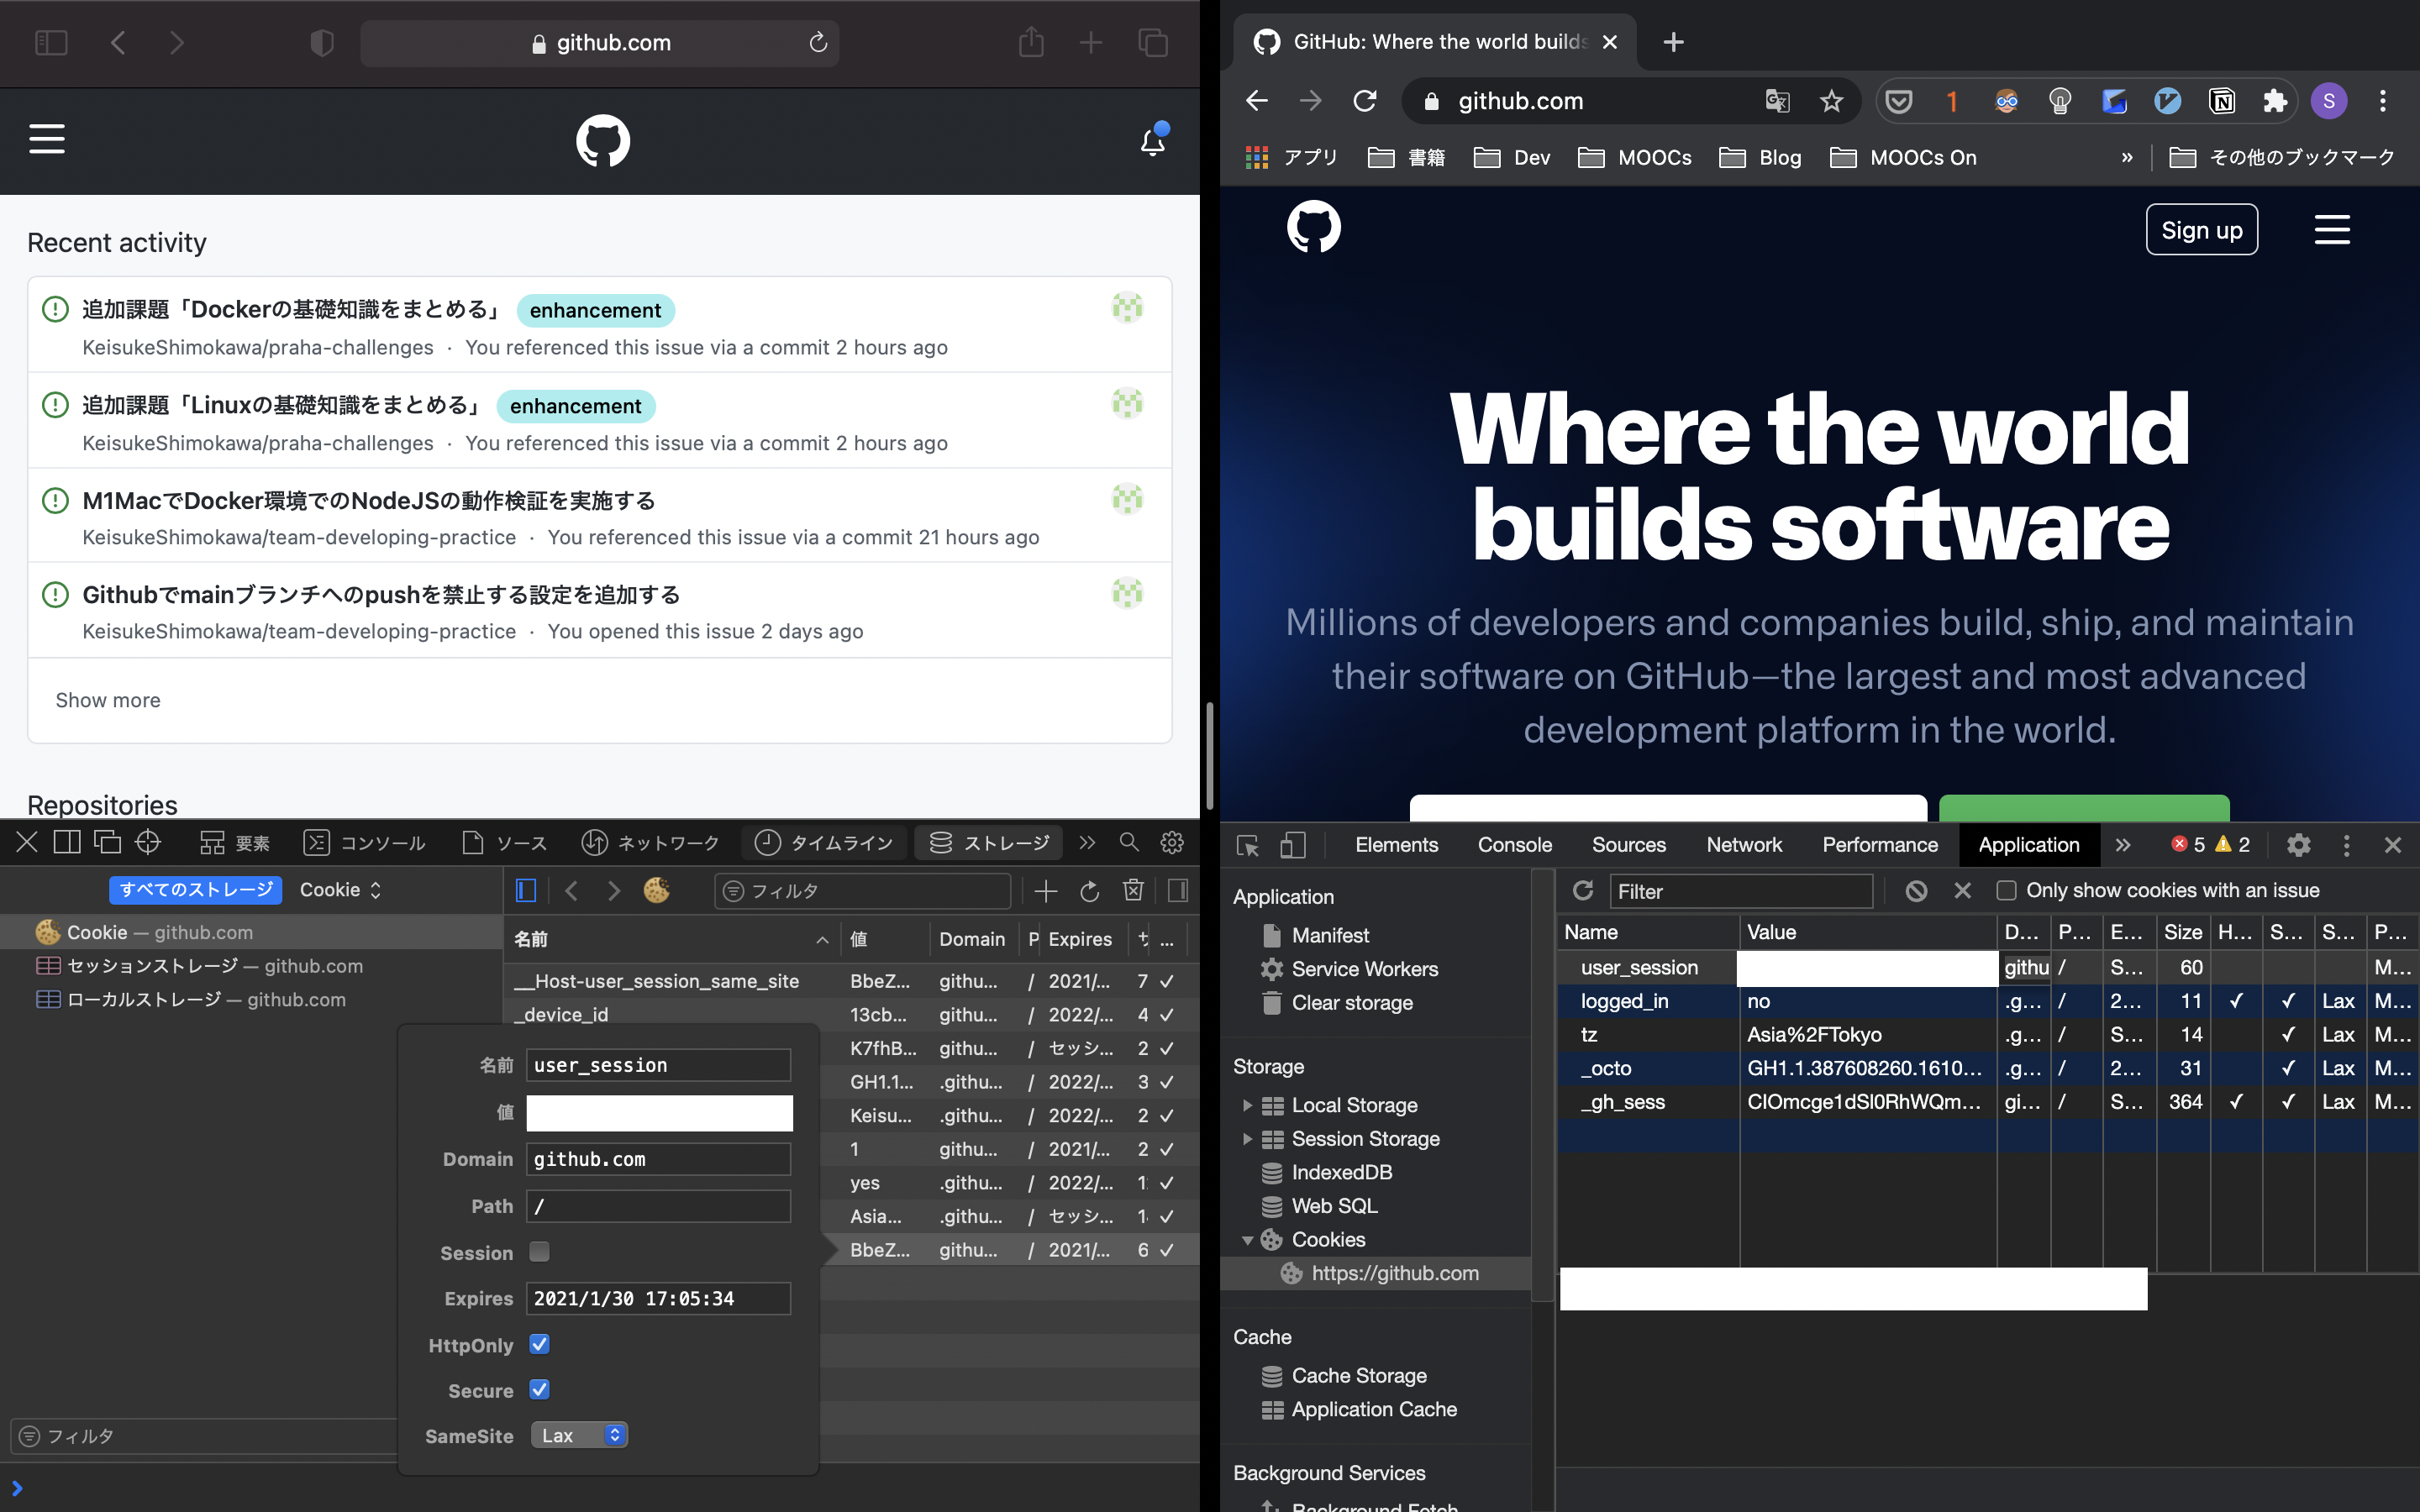 github.com
Recent activity
追加課題「Dockerの基礎知識をまとめる」 enhancement
KeisukeShimokawa/praha-challenges · You referenced this issue via a commit 2 hours ago
追加課題「Linuxの基礎知識をまとめる」 enhancement
KeisukeShimokawa/praha-challenges · You referenced this issue via a commit 2 hours ago
M1MacでDocker環境でのNodeJSの動作検証を実施する
KeisukeShimokawa/team-developing-practice · You referenced this issue via a commit 21 hours ago
Githubでmainブランチへのpushを禁止する設定を追加する
KeisukeShimokawa/team-developing-practice · You opened this issue 2 days ago
Show more
Repositories
要素 コンソール ソース ネットワーク タイムライン ストレージ
すべてのストレージ Cookie フィルタ
Cookie — github.com
セッションストレージ — github.com
ローカルストレージ — github.com
名前 値 Domain P Expires サ ...
__Host-user_session_same_site BbeZ... githu... / 2021/... 7 ✓
_device_id 13cb... githu... / 2022/... 4 ✓
K7fhB... githu... / セッシ... 2 ✓
GH1.1... .githu... / 2022/... 3 ✓
Keisu... .githu... / 2022/... 2 ✓
1 githu... / 2021/... 2 ✓
yes .githu... / 2022/... 1 ✓
Asia... .githu... / セッシ... 1 ✓
BbeZ... githu... / 2021/... 6 ✓
名前 user_session
値
Domain github.com
Path /
Session
Expires 2021/1/30 17:05:34
HttpOnly
Secure
SameSite Lax
フィルタ
GitHub: Where the world builds
github.com
S
アプリ 書籍 Dev MOOCs Blog MOOCs On » その他のブックマーク
Sign up
Where the world
builds software
Millions of developers and companies build, ship, and maintain
their software on GitHub—the largest and most advanced
development platform in the world.
Elements Console Sources Network Performance Application » 5 2
Application
Manifest
Service Workers
Clear storage
Storage
Local Storage
Session Storage
IndexedDB
Web SQL
Cookies
https://github.com
Cache
Cache Storage
Application Cache
Background Services
Background Fetch
Filter Only show cookies with an issue
Name Value D... P... E... Size H... S... S... P...
user_session githu / S... 60 M...
logged_in no .g... / 2... 11 ✓ ✓ Lax M...
tz Asia%2FTokyo .g... / S... 14 ✓ Lax M...
_octo GH1.1.387608260.1610... .g... / 2... 31 ✓ Lax M...
_gh_sess ClOmcge1dSl0RhWQm... gi... / S... 364 ✓ ✓ Lax M...